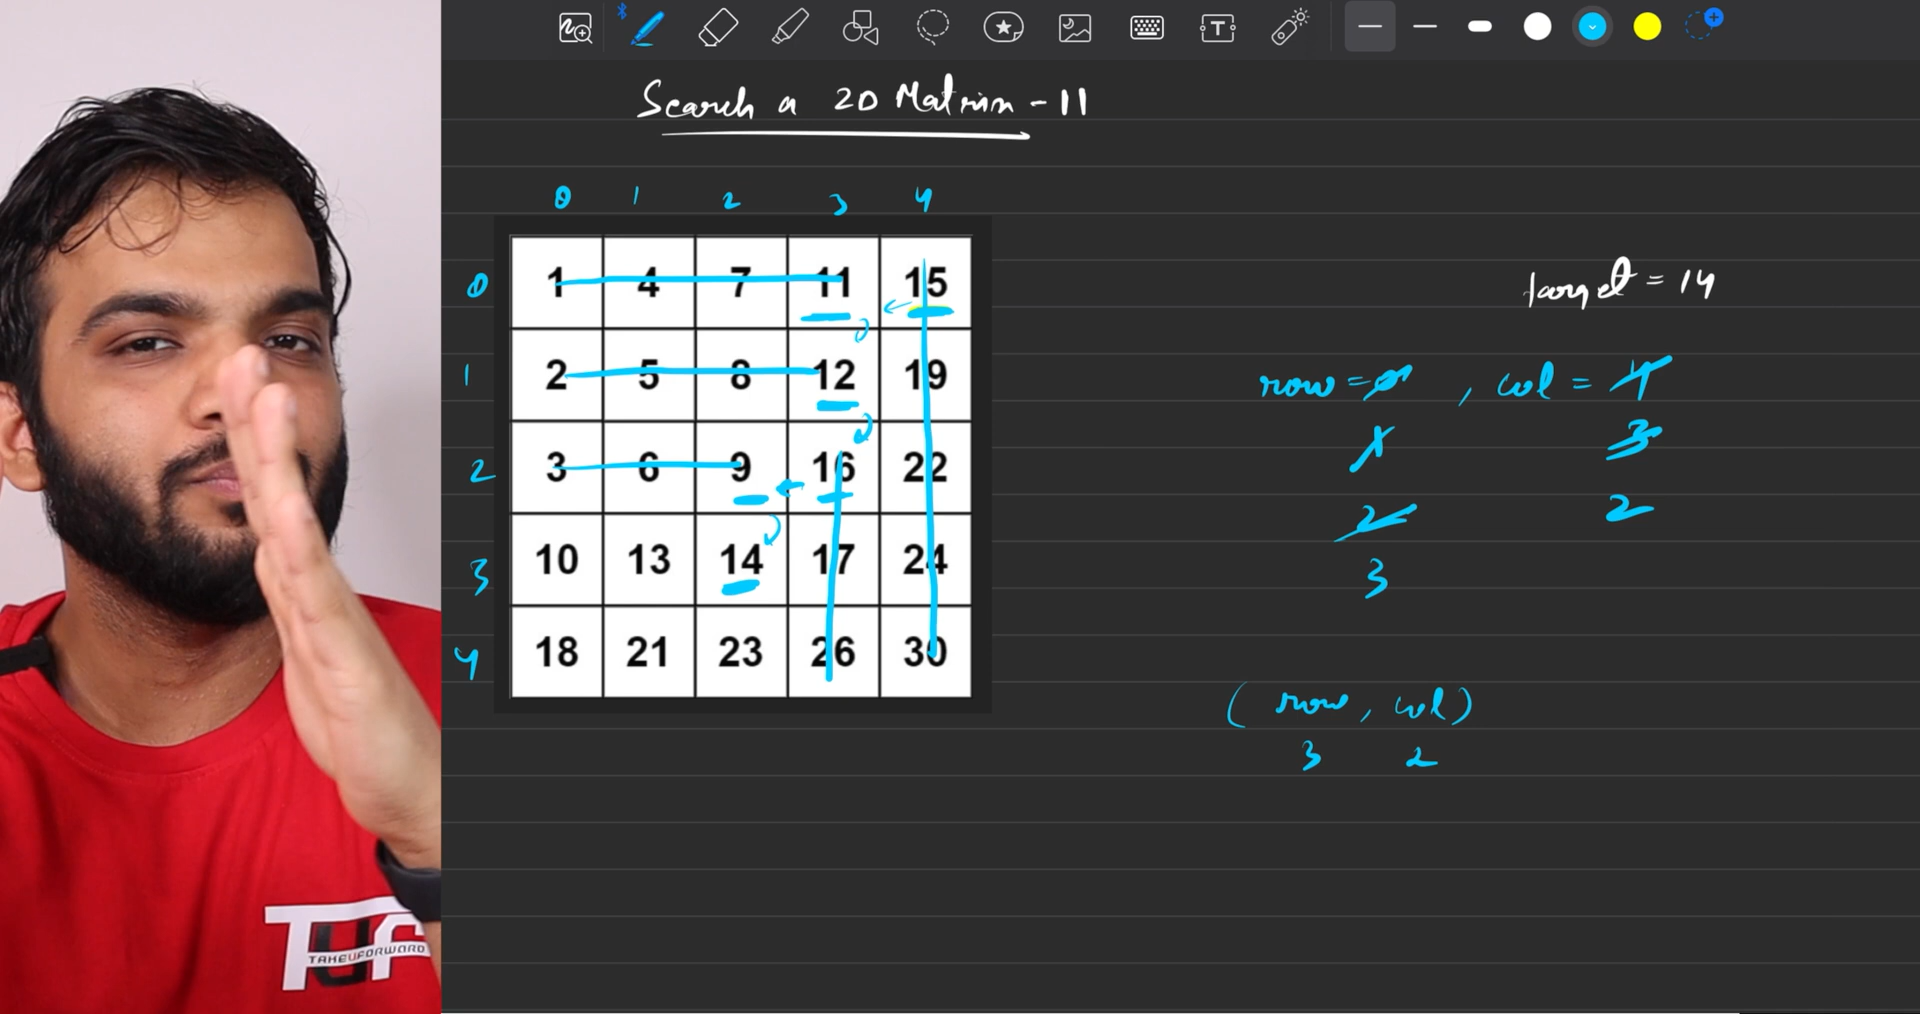 Search a 2D Matrix - II
0 1 2 3 4
0 1 4 7 11 15
1 2 5 8 12 19
2 3 6 9 16 22
3 10 13 14 17 24
4 18 21 23 26 30
target = 14
row = 0 , col = 4
1 3
2 2
3
( row, col )
3 2
TUF
TAKEUFORWARD